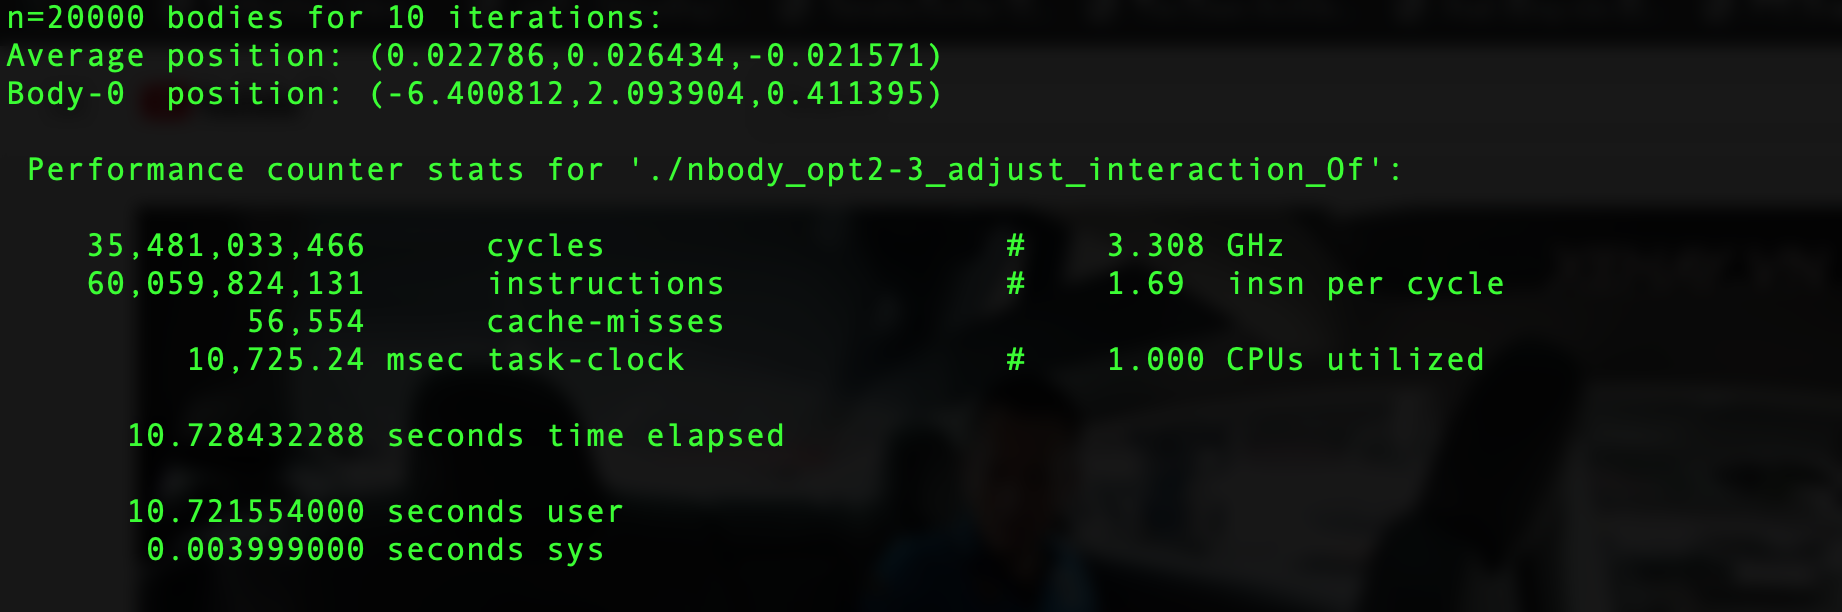 n=20000 bodies for 10 iterations:
Average position: (0.022786,0.026434,-0.021571)
Body-0  position: (-6.400812,2.093904,0.411395)
Performance counter stats for './nbody_opt2-3_adjust_interaction_Of':
35,481,033,466      cycles                    #    3.308 GHz
60,059,824,131      instructions              #    1.69  insn per cycle
56,554      cache-misses
10,725.24 msec task-clock                #    1.000 CPUs utilized
10.728432288 seconds time elapsed
10.721554000 seconds user
0.003999000 seconds sys